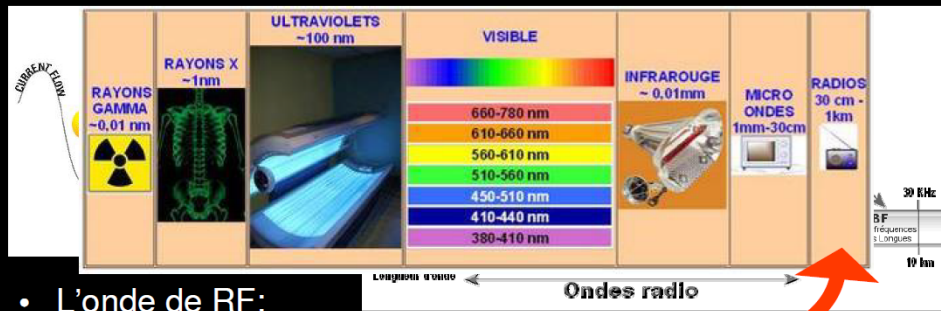 CURRENT FLOW
RAYONS
GAMMA
~0,01 nm
RAYONS X
~1nm
ULTRAVIOLETS
~100 nm
VISIBLE
660-780 nm
610-660 nm
560-610 nm
510-560 nm
450-510 nm
410-440 nm
380-410 nm
INFRAROUGE
~ 0,01mm
MICRO
ONDES
1mm-30cm
RADIOS
30 cm -
1km
30 KHz
BF
fréquences
s Longues
10 km
Longueur d'onde
Ondes radio
• L'onde de RF: